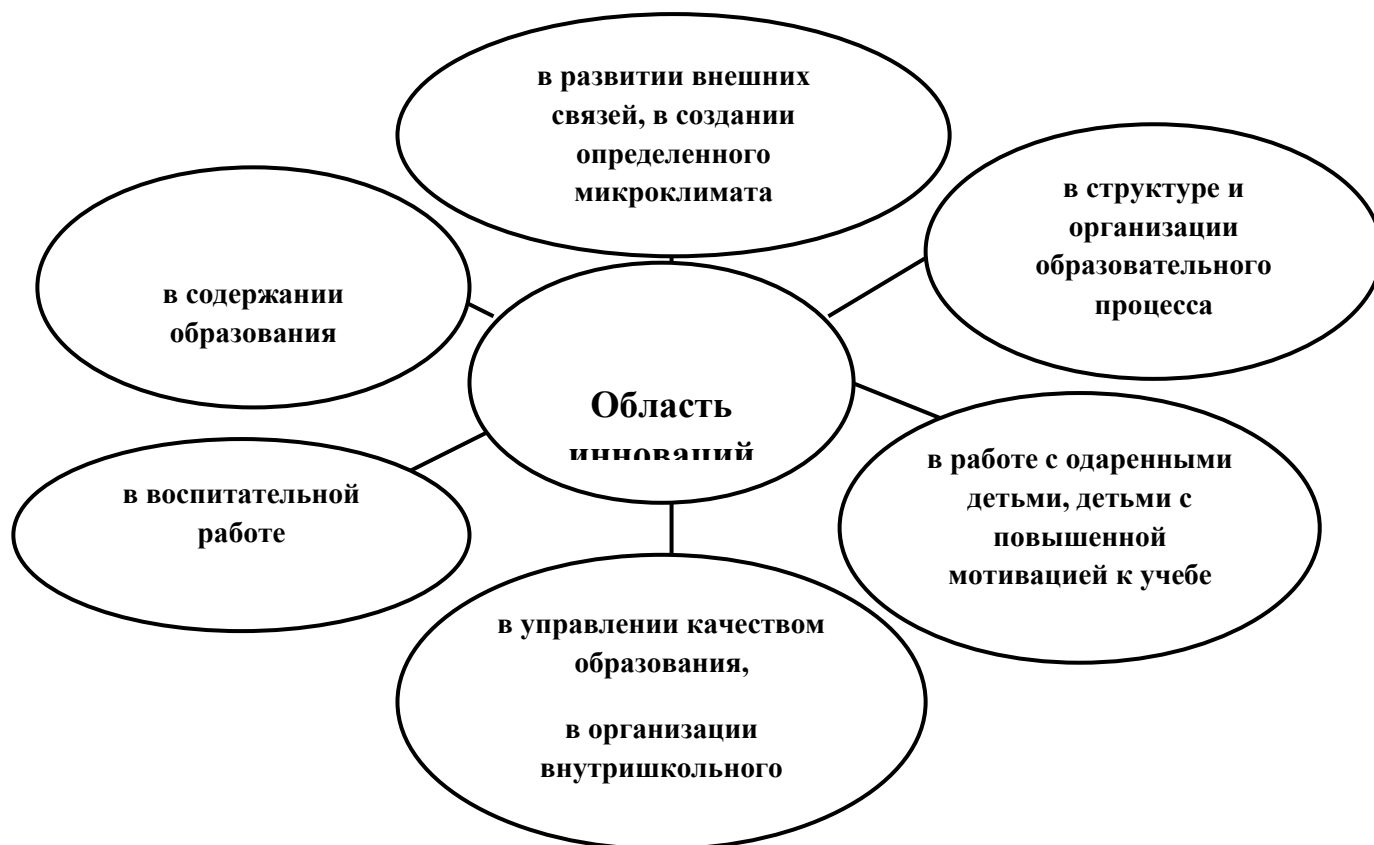 в развитии внешних
связей, в создании
определенного
микроклимата
в структуре и
организации
образовательного
процесса
в содержании
образования
Область
инноваций
в работе с одаренными
детьми, детьми с
повышенной
мотивацией к учебе
в воспитательной
работе
в управлении качеством
образования,
в организации
внутришкольного